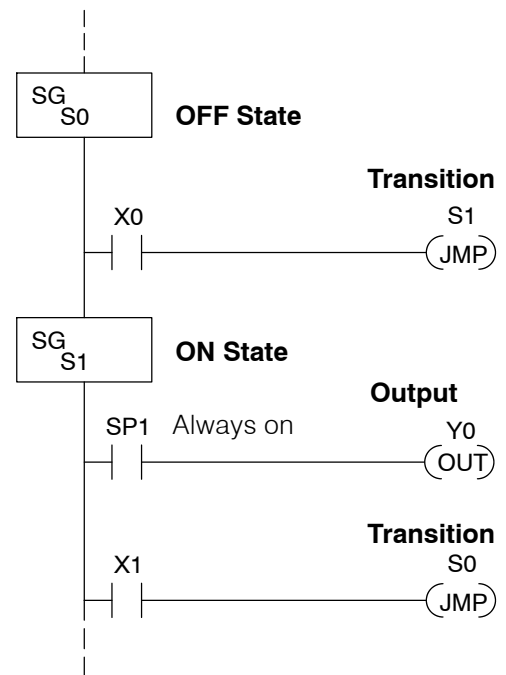 SG
S0
OFF State
Transition
X0
S1
JMP
SG
S1
ON State
Output
SP1
Always on
Y0
OUT
Transition
X1
S0
JMP